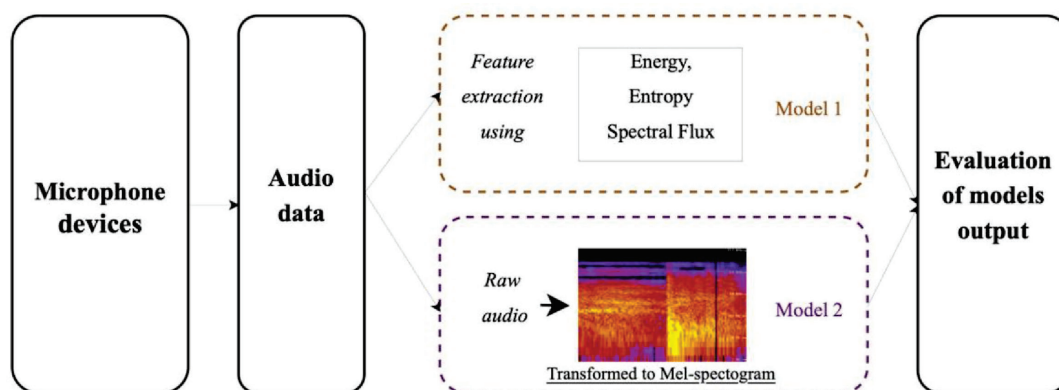 Microphone
devices
Audio
data
Feature
extraction
using
Energy,
Entropy
Spectral Flux
Model 1
Raw
audio
Transformed to Mel-spectogram
Model 2
Evaluation
of models
output